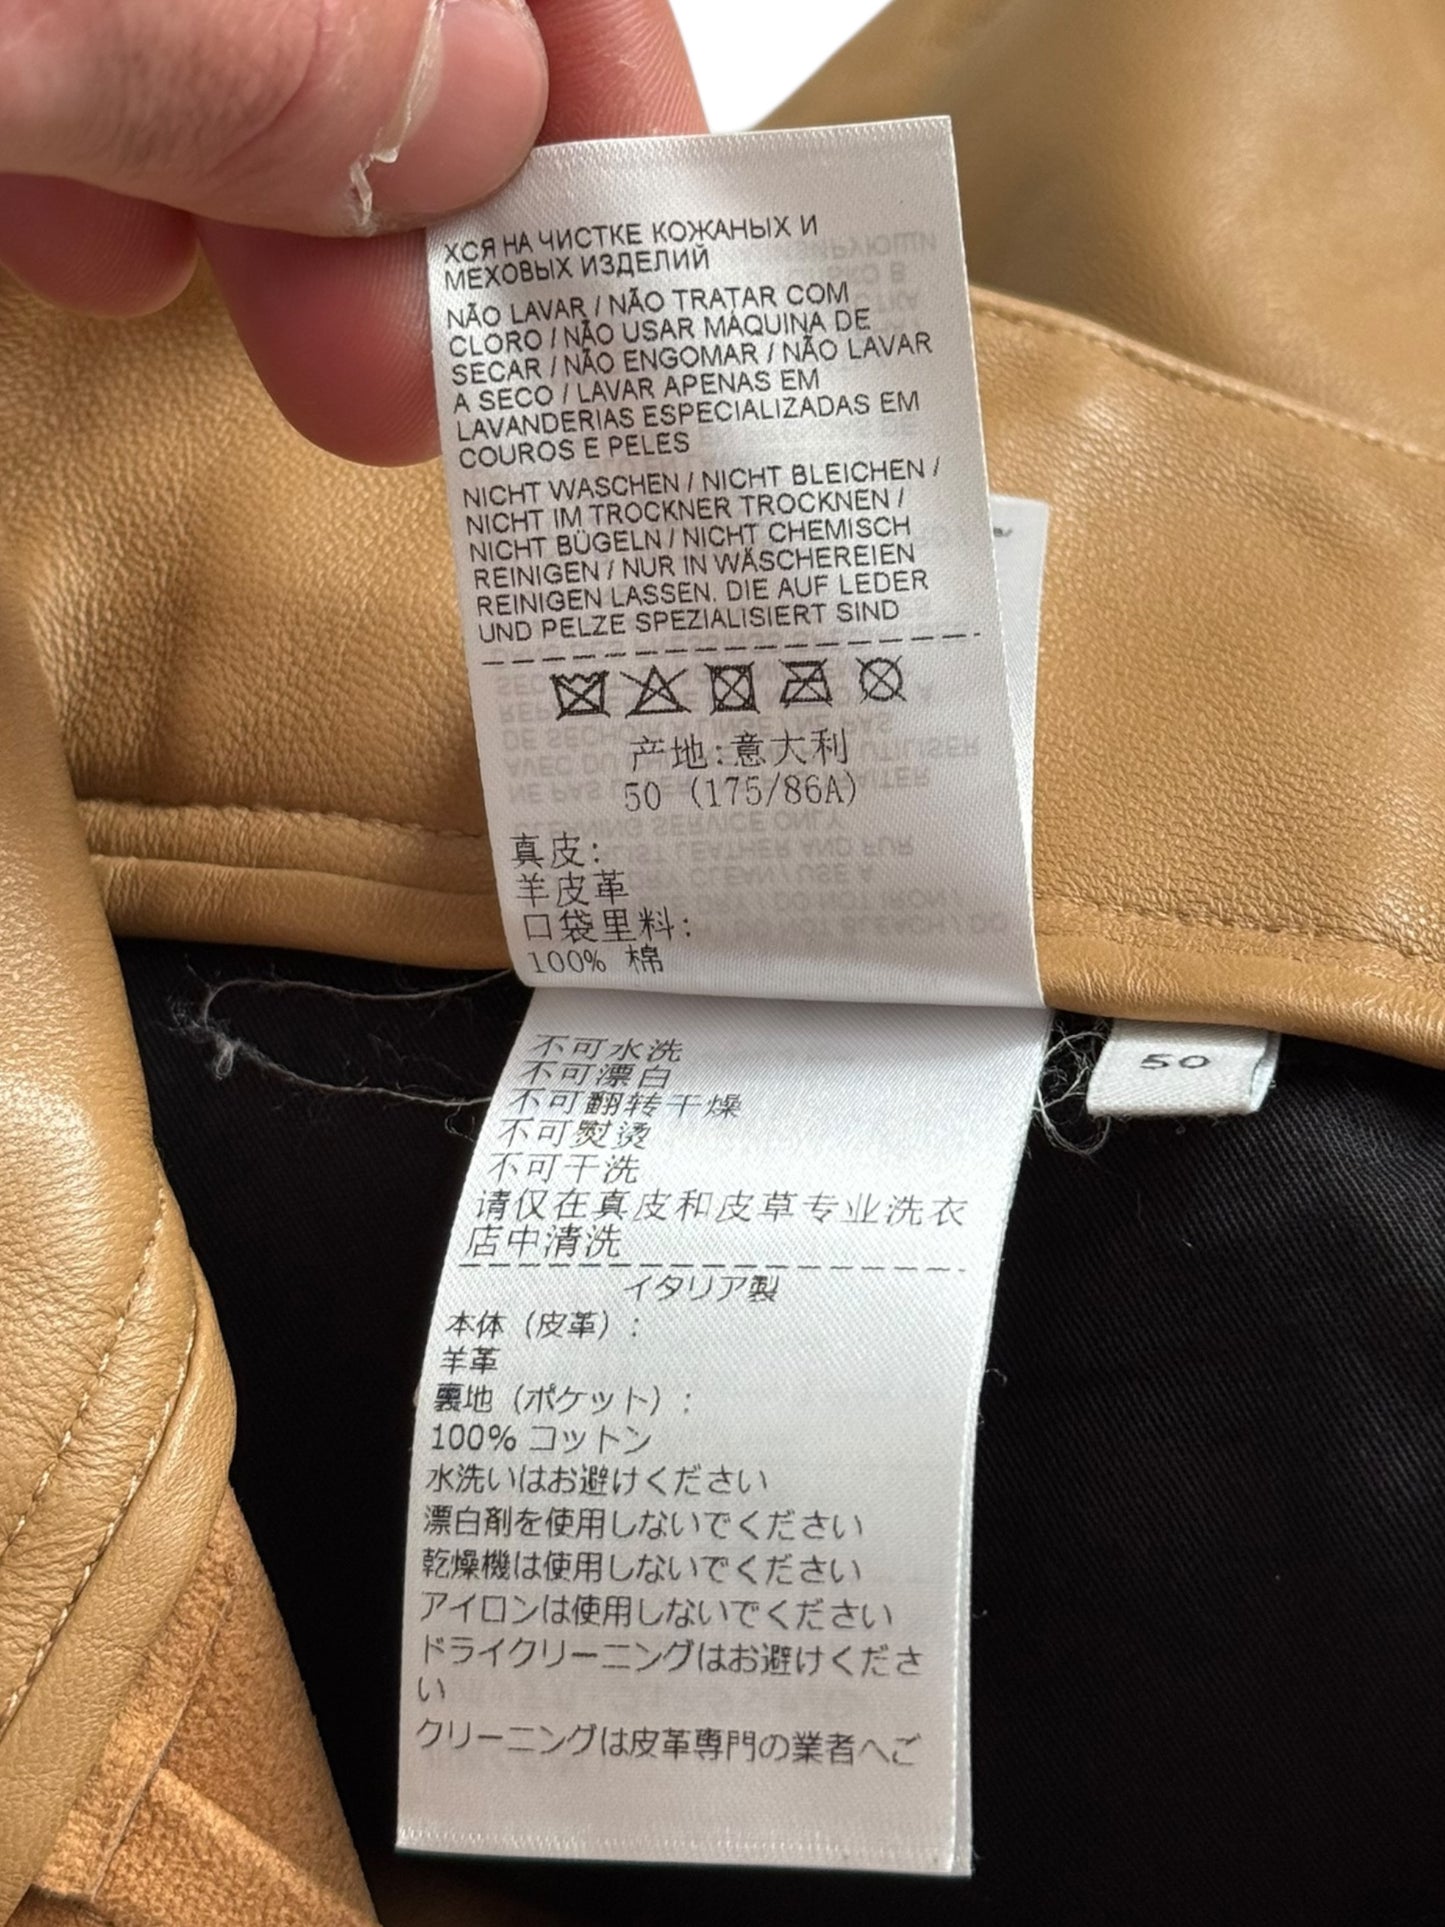 ХСЯ НА ЧИСТКЕ КОЖАНЫХ И
МЕХОВЫХ ИЗДЕЛИЙ
NÃO LAVAR / NÃO TRATAR COM
CLORO / NÃO USAR MÁQUINA DE
SECAR / NÃO ENGOMAR / NÃO LAVAR
A SECO / LAVAR APENAS EM
LAVANDERIAS ESPECIALIZADAS EM
COUROS E PELES
NICHT WASCHEN / NICHT BLEICHEN /
NICHT IM TROCKNER TROCKNEN /
NICHT BÜGELN / NICHT CHEMISCH
REINIGEN / NUR IN WÄSCHEREIEN
REINIGEN LASSEN. DIE AUF LEDER
UND PELZE SPEZIALISIERT SIND
产地:意大利
50 (175/86A)
真皮:
羊皮革
口袋里料:
100% 棉
不可水洗
不可漂白
不可翻转干燥
不可熨烫
不可干洗
请仅在真皮和皮草专业洗衣
店中清洗
イタリア製
本体（皮革）:
羊革
裏地（ポケット）:
100% コットン
水洗いはお避けください
漂白剤を使用しないでください
乾燥機は使用しないでください
アイロンは使用しないでください
ドライクリーニングはお避けくださ
い
クリーニングは皮革専門の業者へご
50